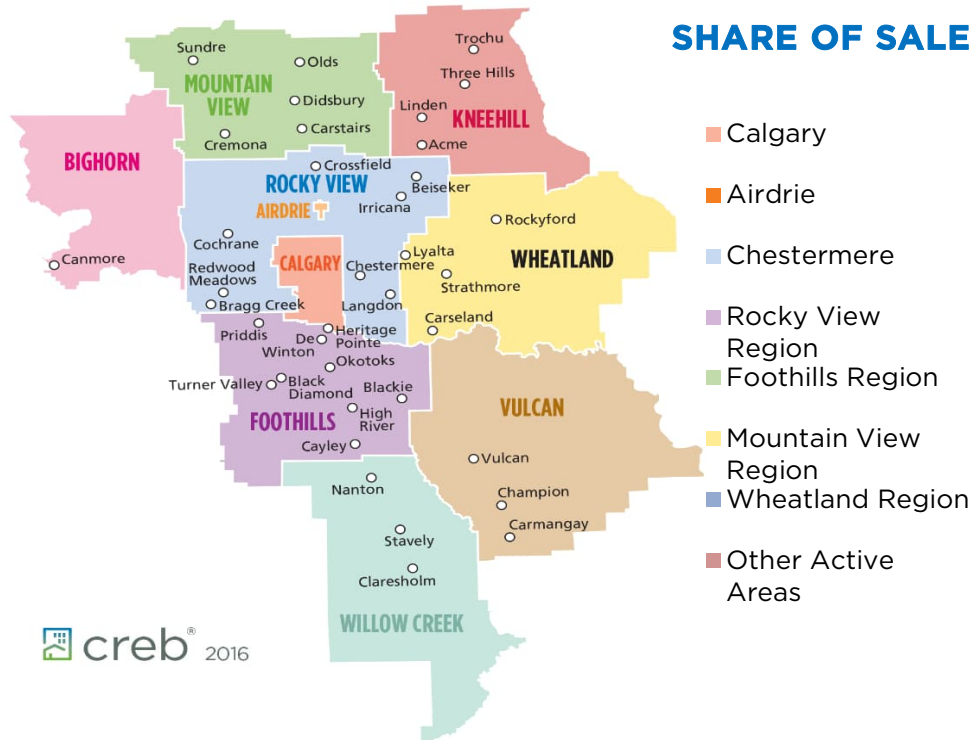 SHARE OF SALE
Sundre
Olds
MOUNTAIN
VIEW
Didsbury
Carstairs
Cremona
Trochu
Three Hills
Linden
KNEEHILL
Acme
BIGHORN
Canmore
Crossfield
ROCKY VIEW
Beiseker
Irricana
AIRDRIE
Cochrane
CALGARY
Redwood
Meadows
Chestermere
Bragg Creek
Langdon
Rockyford
Lyalta
WHEATLAND
Strathmore
Carseland
Priddis
De
Winton
Heritage
Pointe
Okotoks
Turner Valley
Black
Diamond
Blackie
FOOTHILLS
High
River
Cayley
VULCAN
Vulcan
Champion
Carmangay
Nanton
Stavely
Claresholm
WILLOW CREEK
creb® 2016
Calgary
Airdrie
Chestermere
Rocky View
Region
Foothills Region
Mountain View
Region
Wheatland Region
Other Active
Areas